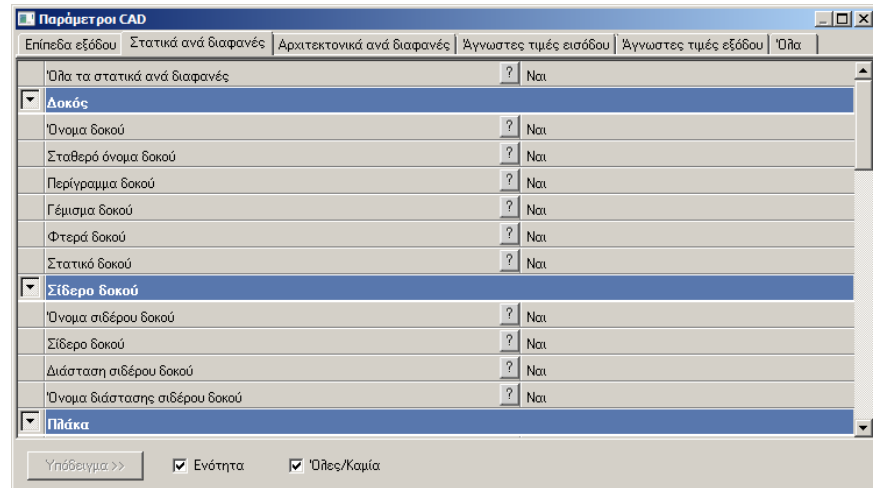 Παράμετροι CAD
Επίπεδα εξόδου Στατικά ανά διαφανές Αρχιτεκτονικά ανά διαφανές Άγνωστες τιμές εισόδου Άγνωστες τιμές εξόδου Όλα
Όλα τα στατικά ανά διαφανές ? Ναι
Δοκός
Όνομα δοκού ? Ναι
Σταθερό όνομα δοκού ? Ναι
Περίγραμμα δοκού ? Ναι
Γέμισμα δοκού ? Ναι
Φτερά δοκού ? Ναι
Στατικό δοκού ? Ναι
Σίδερο δοκού
Όνομα σιδέρου δοκού ? Ναι
Σίδερο δοκού ? Ναι
Διάσταση σιδέρου δοκού ? Ναι
Όνομα διάστασης σιδέρου δοκού ? Ναι
Πλάκα
Υπόδειγμα >> Ενότητα Όλες/Καμία